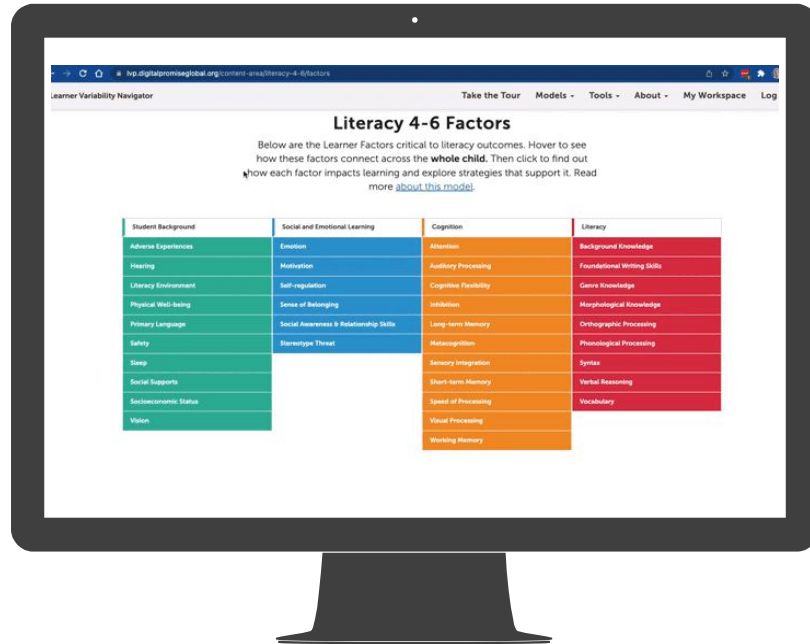 lvp.digitalpromiseglobal.org/content-area/literacy-4-6/factors
Learner Variability Navigator
Take the Tour
Models
Tools
About
My Workspace
Log
Literacy 4-6 Factors
Below are the Learner Factors critical to literacy outcomes. Hover to see
how these factors connect across the whole child. Then click to find out
how each factor impacts learning and explore strategies that support it. Read
more about this model.
Student Background
Adverse Experiences
Hearing
Literacy Environment
Physical Well-being
Primary Language
Safety
Sleep
Social Supports
Socioeconomic Status
Vision
Social and Emotional Learning
Emotion
Motivation
Self-regulation
Sense of Belonging
Social Awareness & Relationship Skills
Stereotype Threat
Cognition
Attention
Auditory Processing
Cognitive Flexibility
Inhibition
Long-term Memory
Metacognition
Sensory Integration
Short-term Memory
Speed of Processing
Visual Processing
Working Memory
Literacy
Background Knowledge
Foundational Writing Skills
Genre Knowledge
Morphological Knowledge
Orthographic Processing
Phonological Processing
Syntax
Verbal Reasoning
Vocabulary